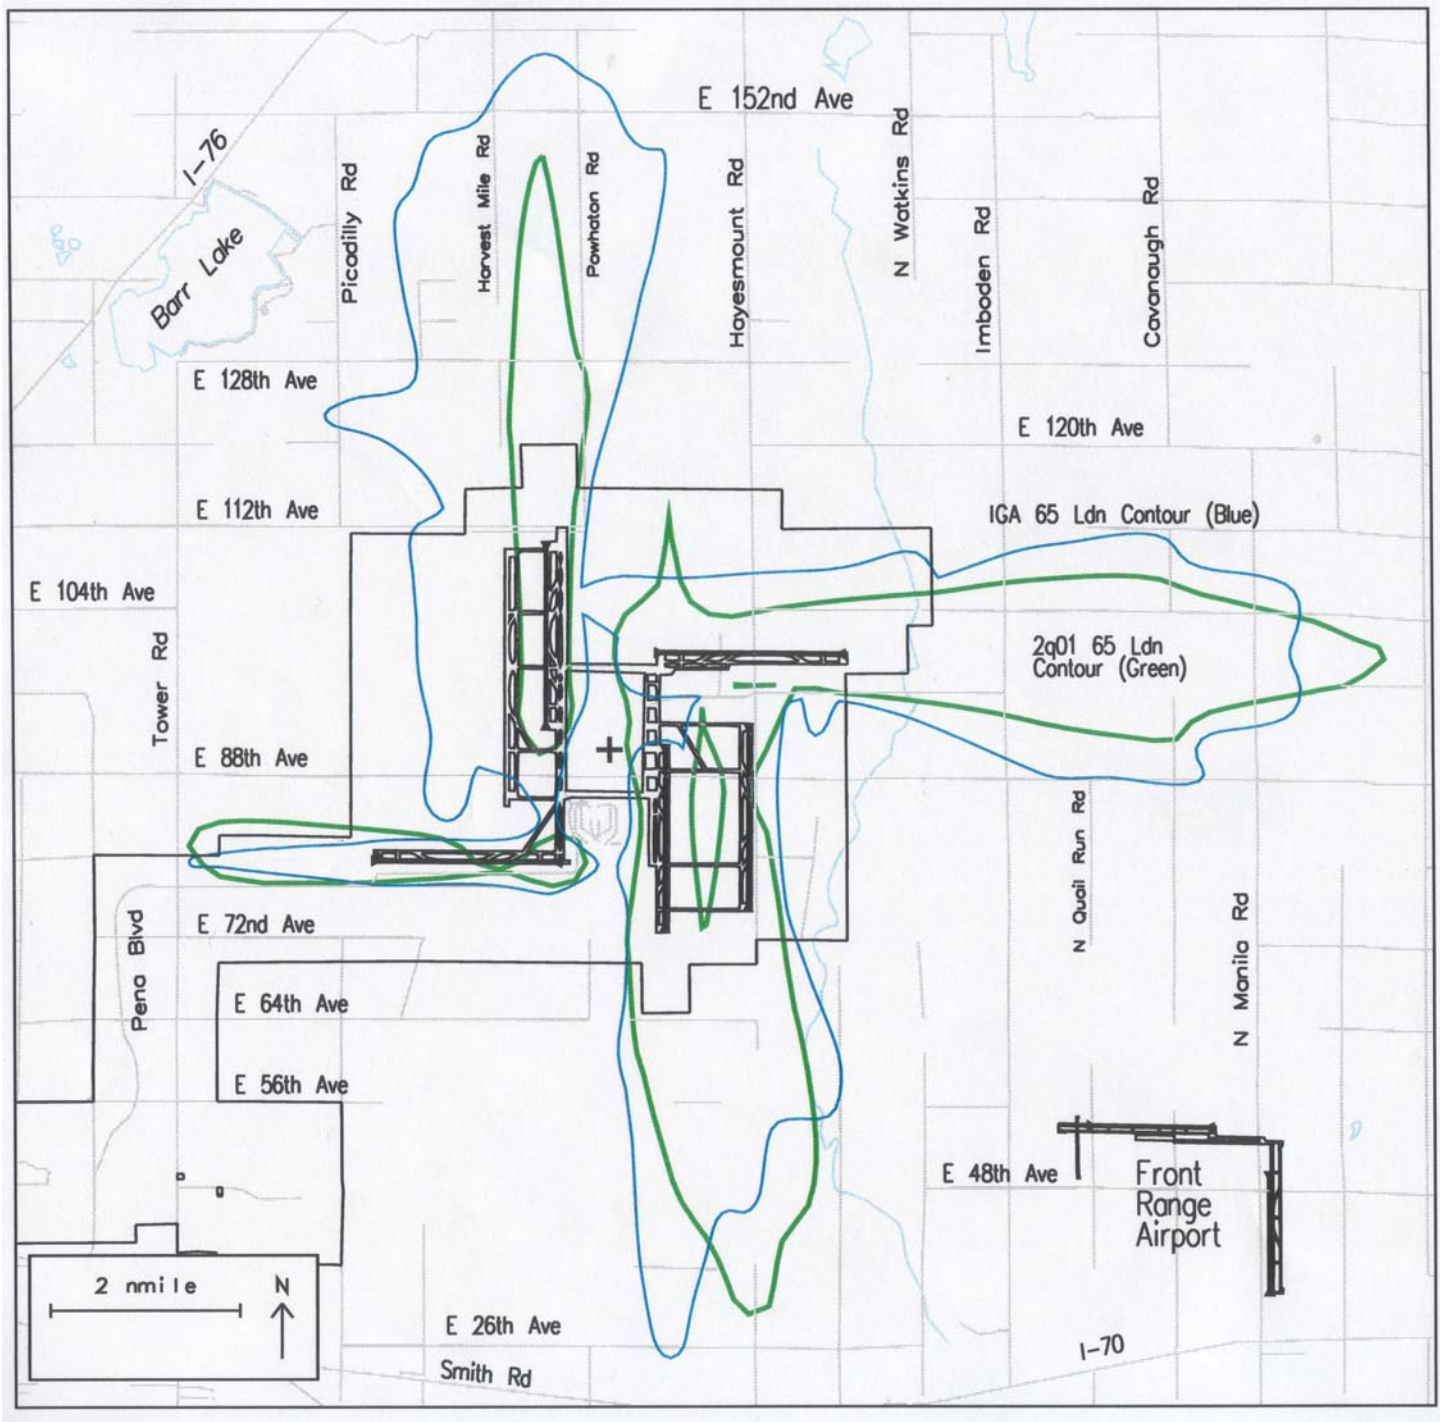 E 152nd Ave
I-76
Picadilly Rd
Harvest Mile Rd
Powhaton Rd
Hayesmount Rd
N Watkins Rd
Imboden Rd
Cavanaugh Rd
Barr Lake
E 128th Ave
E 120th Ave
E 112th Ave
IGA 65 Ldn Contour (Blue)
E 104th Ave
Tower Rd
2q01 65 Ldn
Contour (Green)
E 88th Ave
N Quail Run Rd
Pena Blvd
E 72nd Ave
N Manila Rd
E 64th Ave
E 56th Ave
E 48th Ave
Front
Range
Airport
2 nmile
N
E 26th Ave
Smith Rd
I-70